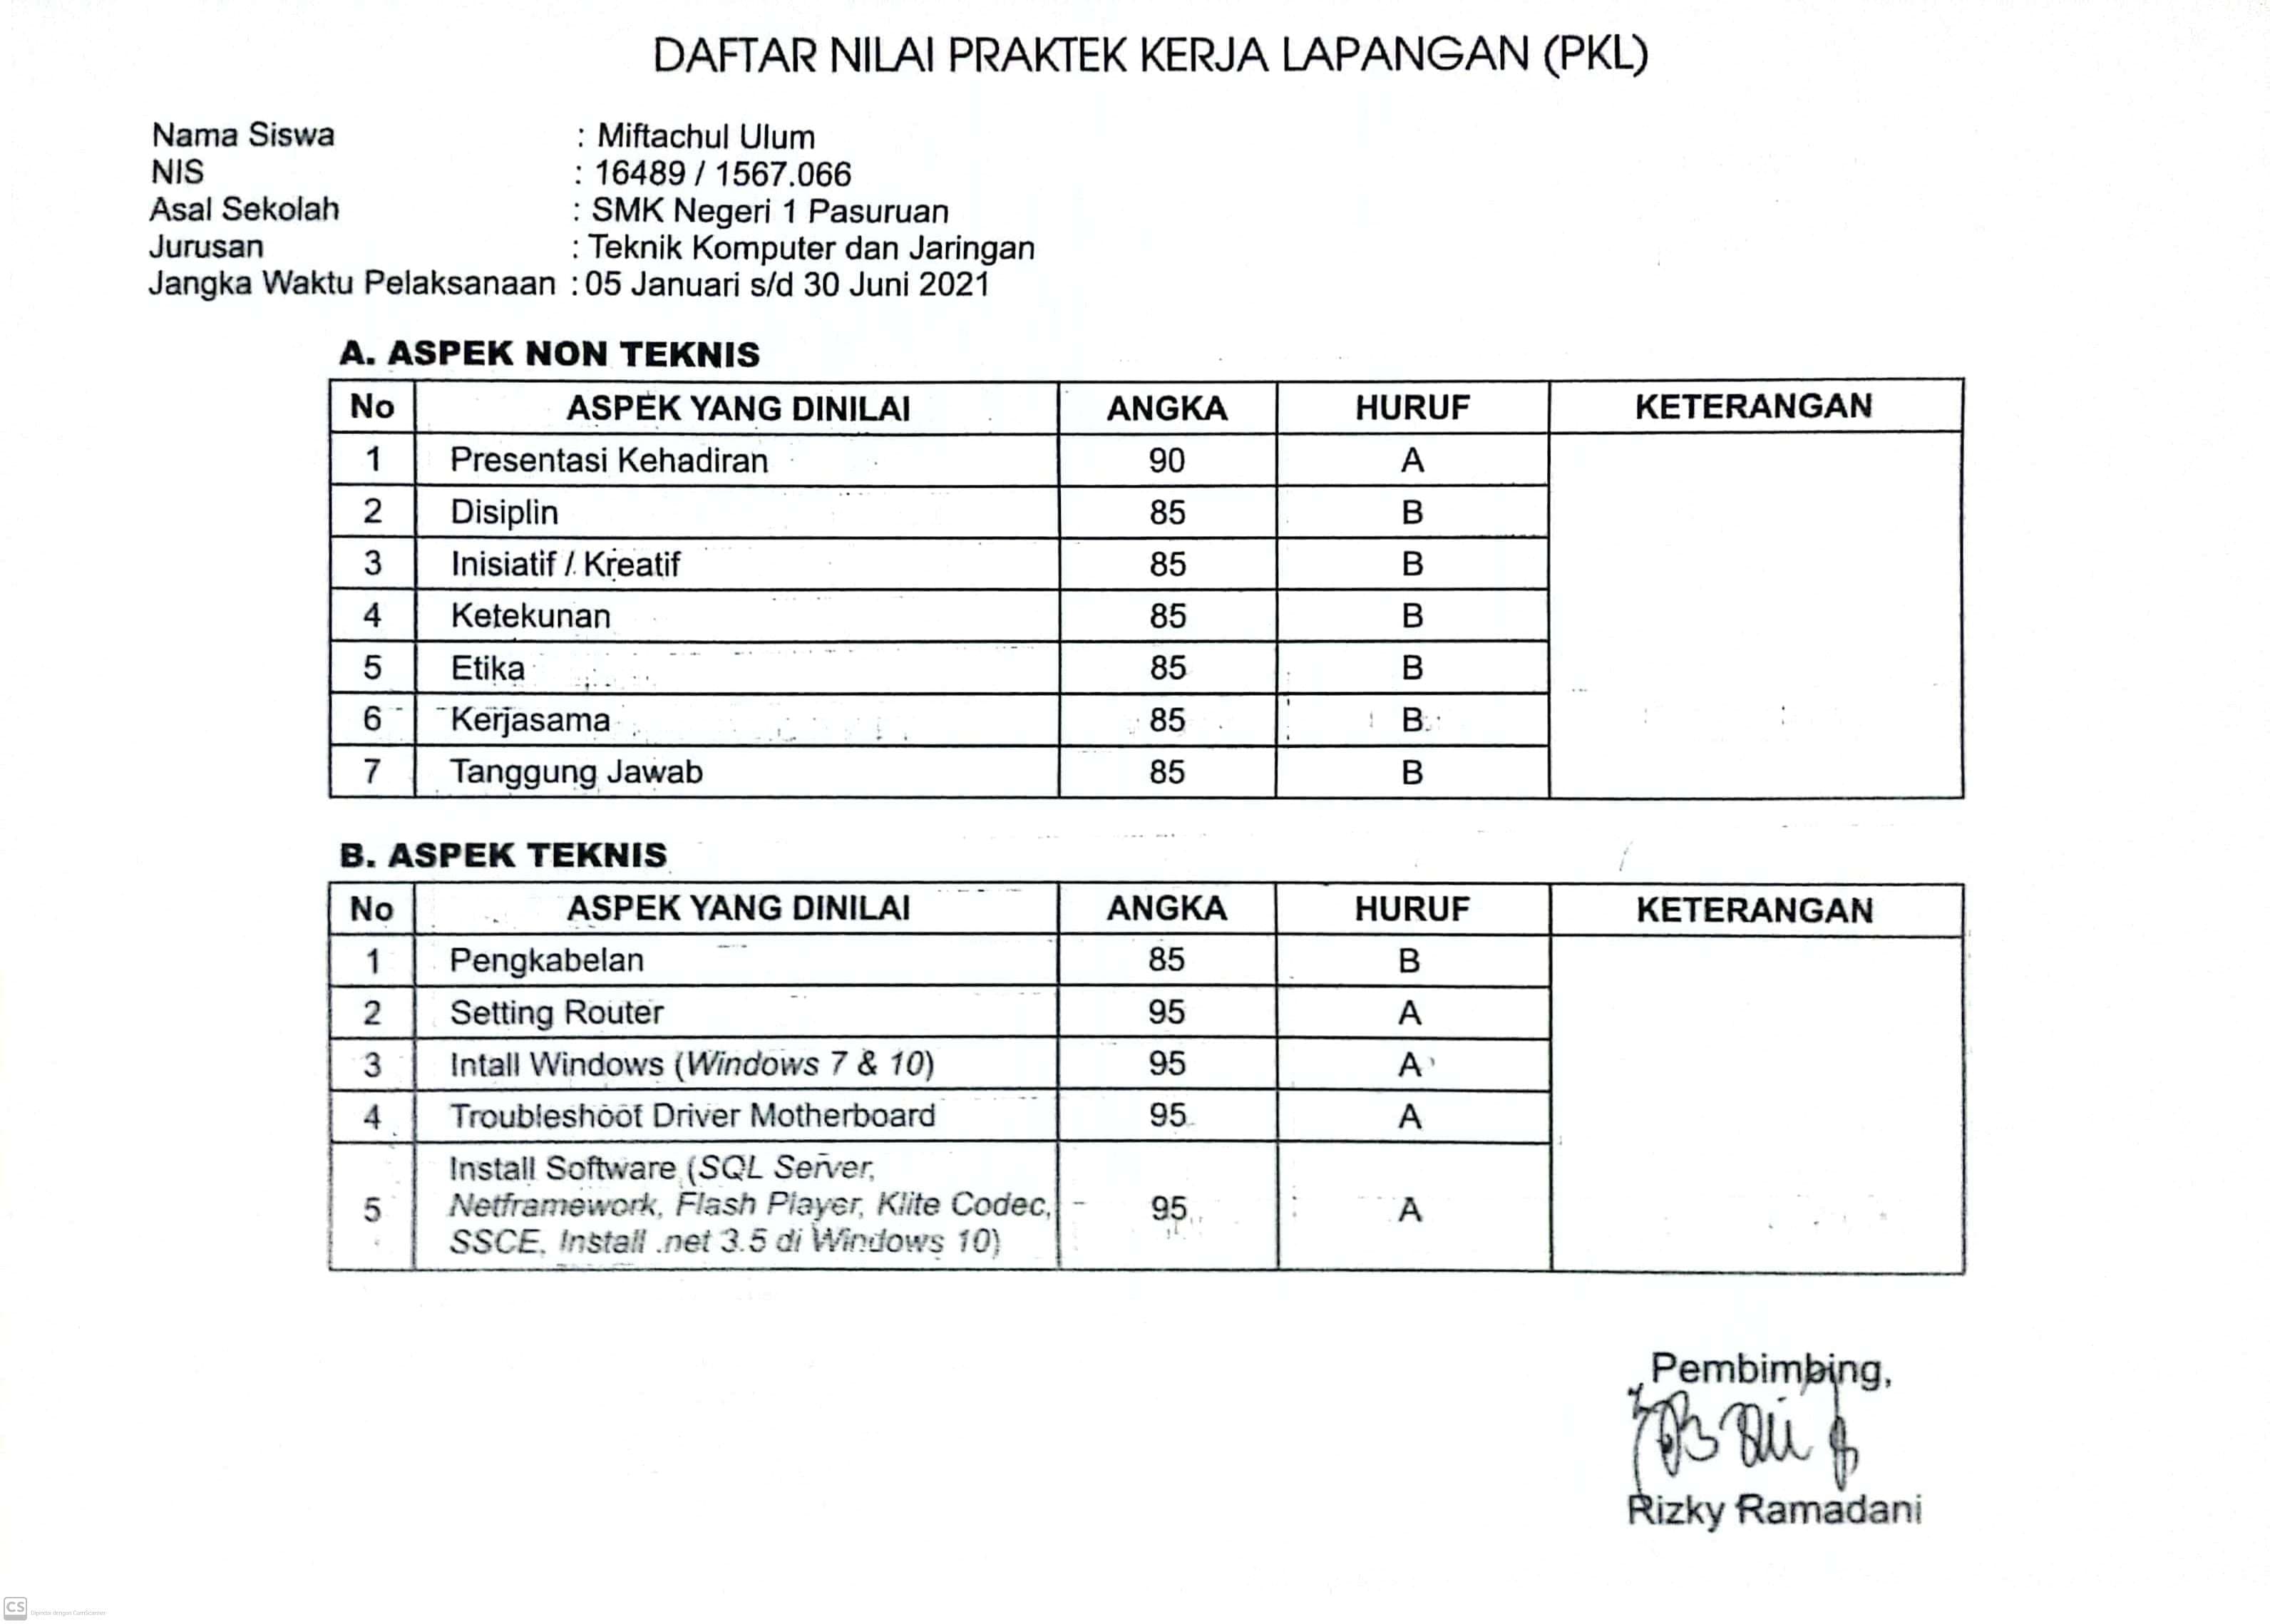 DAFTAR NILAI PRAKTEK KERJA LAPANGAN (PKL)
Nama Siswa : Miftachul Ulum
NIS : 16489 / 1567.066
Asal Sekolah : SMK Negeri 1 Pasuruan
Jurusan : Teknik Komputer dan Jaringan
Jangka Waktu Pelaksanaan : 05 Januari s/d 30 Juni 2021
A. ASPEK NON TEKNIS
No ASPEK YANG DINILAI ANGKA HURUF KETERANGAN
1 Presentasi Kehadiran 90 A
2 Disiplin 85 B
3 Inisiatif / Kreatif 85 B
4 Ketekunan 85 B
5 Etika 85 B
6 Kerjasama 85 B
7 Tanggung Jawab 85 B
B. ASPEK TEKNIS
No ASPEK YANG DINILAI ANGKA HURUF KETERANGAN
1 Pengkabelan 85 B
2 Setting Router 95 A
3 Intall Windows (Windows 7 & 10) 95 A
4 Troubleshoot Driver Motherboard 95 A
Install Software (SQL Server,
5 Netframework, Flash Player, Klite Codec, 95 A
SSCE, Install .net 3.5 di Windows 10)
Pembimbing,
Rizky Ramadani
CS Dipindai dengan CamScanner